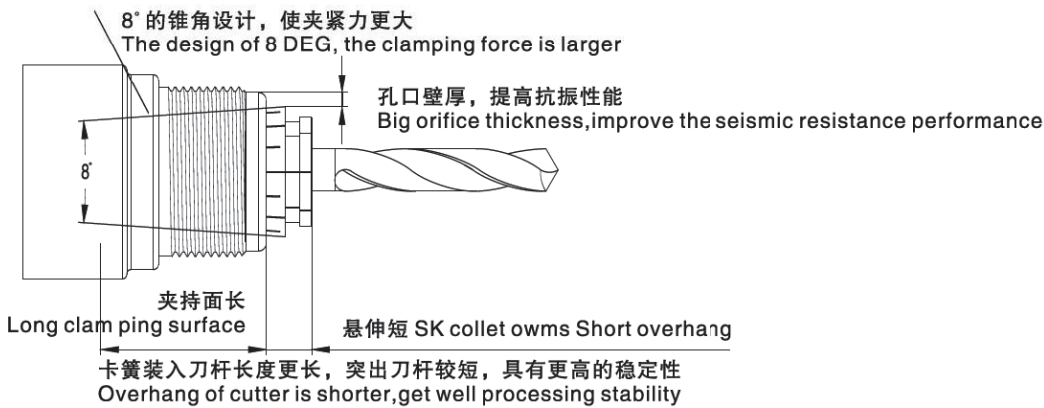 8°的锥角设计，使夹紧力更大
The design of 8 DEG, the clamping force is larger
孔口壁厚，提高抗振性能
Big orifice thickness,improve the seismic resistance performance
8°
夹持面长
Long clam ping surface
悬伸短 SK collet owms Short overhang
卡簧装入刀杆长度更长，突出刀杆较短，具有更高的稳定性
Overhang of cutter is shorter,get well processing stability